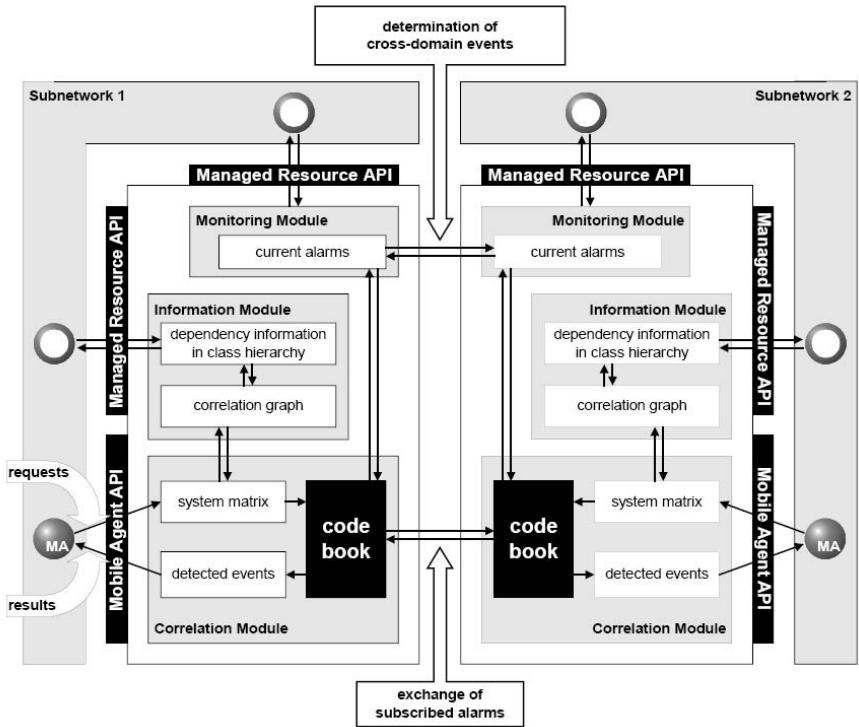 determination of
cross-domain events
Subnetwork 1
Subnetwork 2
Managed Resource API
Managed Resource API
Monitoring Module
Monitoring Module
current alarms
current alarms
Managed Resource API
Managed Resource API
Information Module
Information Module
dependency information
in class hierarchy
dependency information
in class hierarchy
correlation graph
correlation graph
requests
Mobile Agent API
Mobile Agent API
system matrix
code
book
code
book
system matrix
MA
MA
detected events
detected events
results
Correlation Module
Correlation Module
exchange of
subscribed alarms